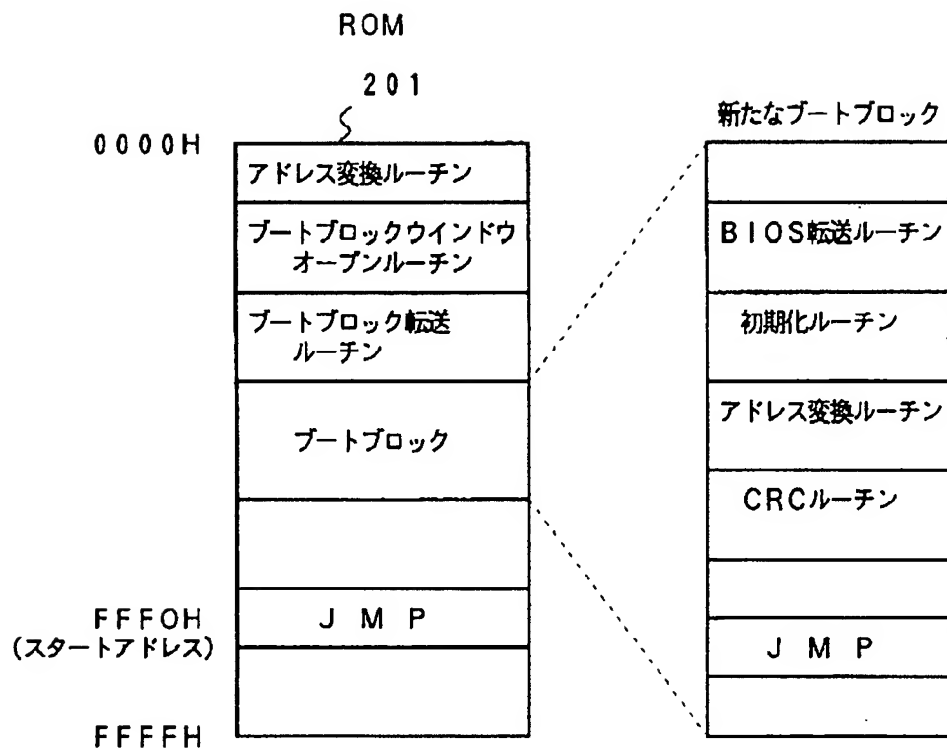 ROM
201
0000H
アドレス変換ルーチン
ブートブロックウインドウ
オープンルーチン
ブートブロック転送
ルーチン
ブートブロック
FFF0H
(スタートアドレス)
JMP
FFFFH
新たなブートブロック
BIOS転送ルーチン
初期化ルーチン
アドレス変換ルーチン
CRCルーチン
JMP